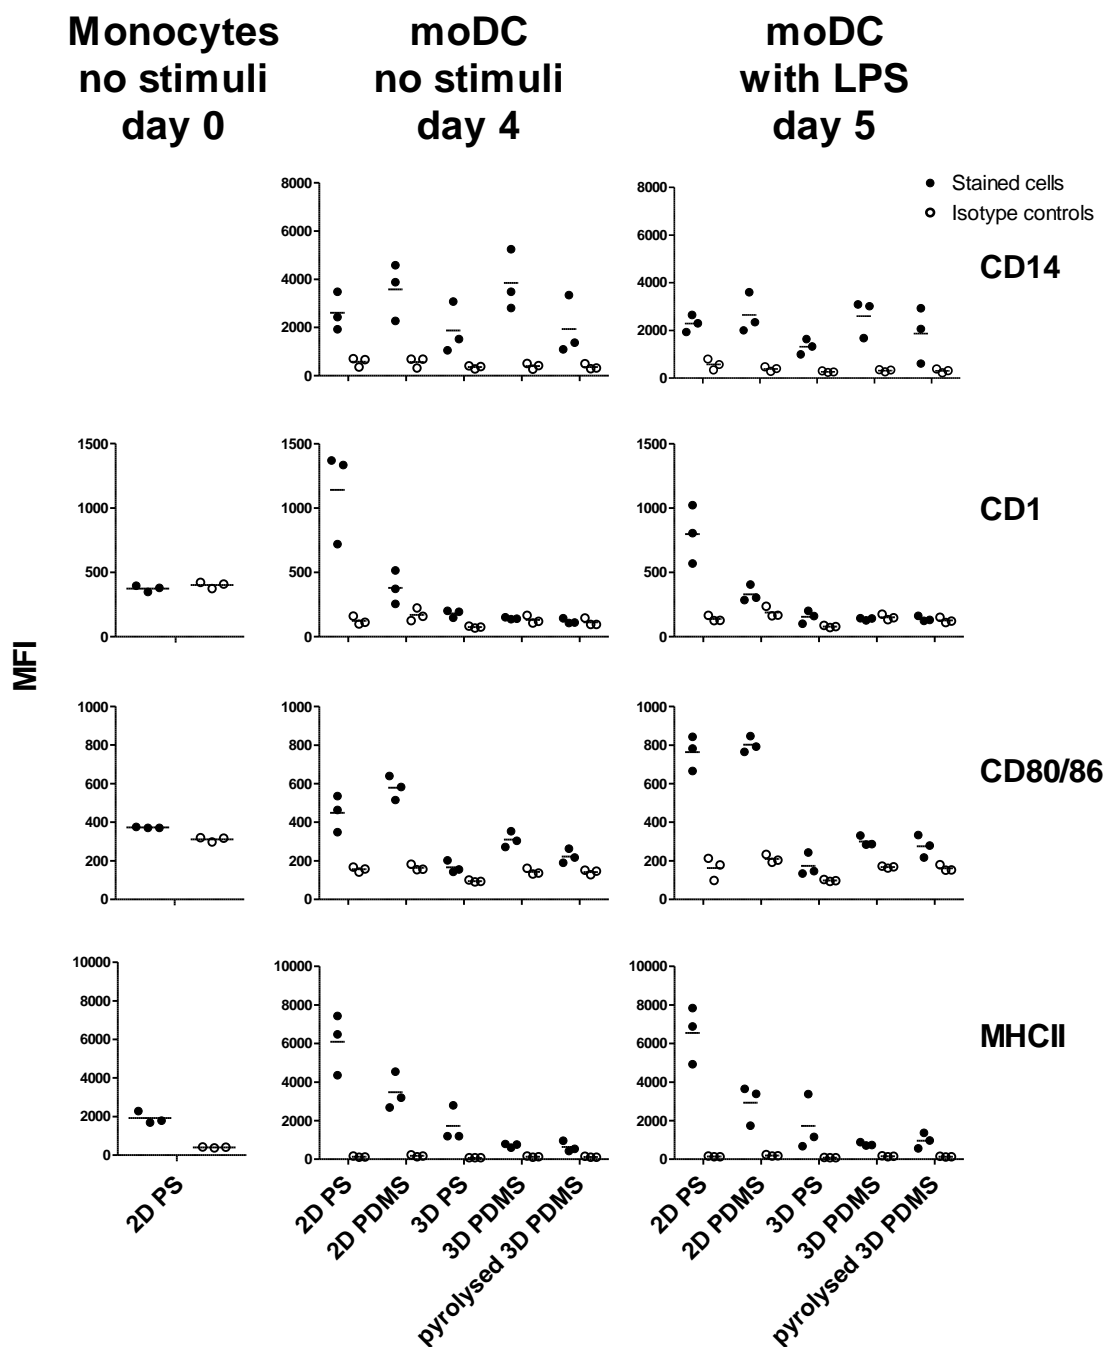 Monocytes
no stimuli
day 0
moDC
no stimuli
day 4
moDC
with LPS
day 5
Stained cells
Isotype controls
8000
6000
4000
2000
0
8000
6000
4000
2000
0
CD14
1500
1000
500
0
1500
1000
500
0
1500
1000
500
0
CD1
MFI
1000
800
600
400
200
0
1000
800
600
400
200
0
1000
800
600
400
200
0
CD80/86
10000
8000
6000
4000
2000
0
10000
8000
6000
4000
2000
0
10000
8000
6000
4000
2000
0
MHCII
2D PS
2D PS
2D PDMS
3D PS
3D PDMS
pyrolysed 3D PDMS
2D PS
2D PDMS
3D PS
3D PDMS
pyrolysed 3D PDMS